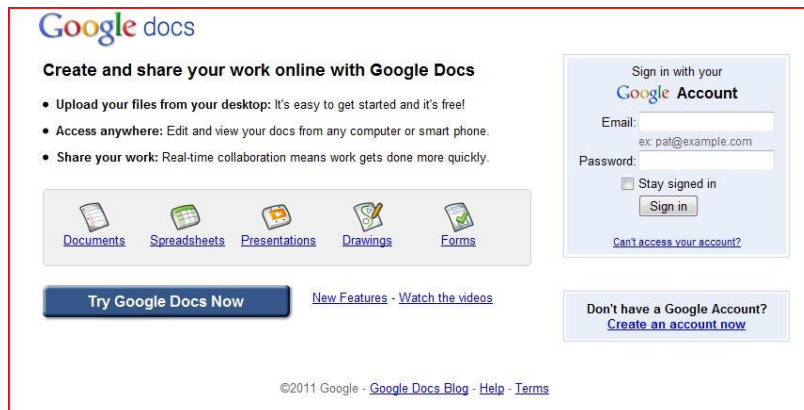 Google docs
Create and share your work online with Google Docs
• Upload your files from your desktop: It's easy to get started and it's free!
• Access anywhere: Edit and view your docs from any computer or smart phone.
• Share your work: Real-time collaboration means work gets done more quickly.
Documents Spreadsheets Presentations Drawings Forms
Try Google Docs Now
New Features - Watch the videos
Sign in with your
Google Account
Email:
ex: pat@example.com
Password:
Stay signed in
Sign in
Can't access your account?
Don't have a Google Account?
Create an account now
©2011 Google - Google Docs Blog - Help - Terms